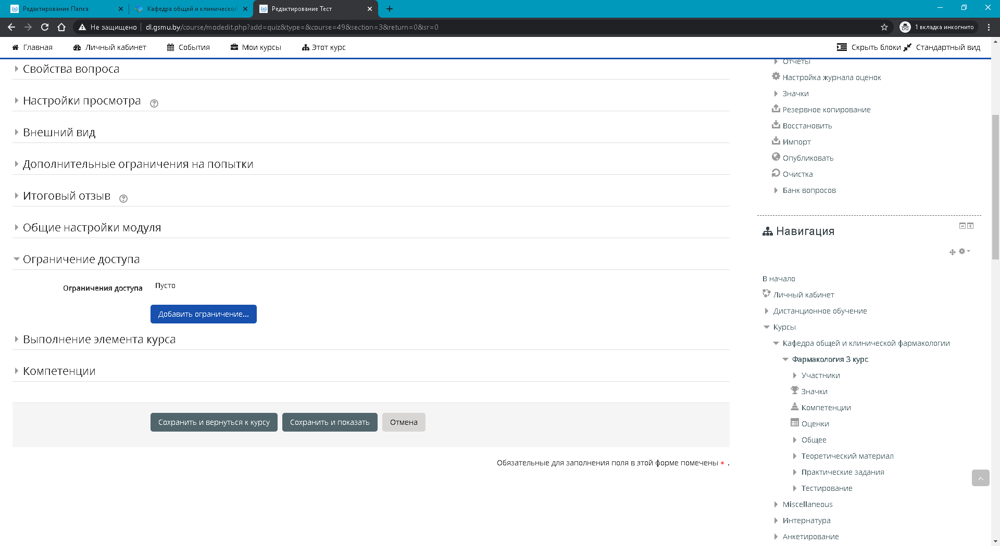 Редактирование Папка
Кафедра общей и клинической
Редактирование Тест
Не защищено
dl.gsmu.by/course/modedit.php?add=quiz&type=&course=49&section=3&return=0&sr=0
1 вкладка инкогнито
Главная
Личный кабинет
События
Мои курсы
Этот курс
Скрыть блоки
Стандартный вид
Свойства вопроса
Настройки просмотра
Внешний вид
Дополнительные ограничения на попытки
Итоговый отзыв
Общие настройки модуля
Ограничение доступа
Ограничения доступа
Пусто
Добавить ограничение...
Выполнение элемента курса
Компетенции
Сохранить и вернуться к курсу
Сохранить и показать
Отмена
Обязательные для заполнения поля в этой форме помечены * .
Отчеты
Настройка журнала оценок
Значки
Резервное копирование
Восстановить
Импорт
Опубликовать
Очистка
Банк вопросов
Навигация
В начало
Личный кабинет
Дистанционное обучение
Курсы
Кафедра общей и клинической фармакологии
Фармакология 3 курс
Участники
Значки
Компетенции
Оценки
Общее
Теоретический материал
Практические задания
Тестирование
Miscellaneous
Интернатура
Анкетирование